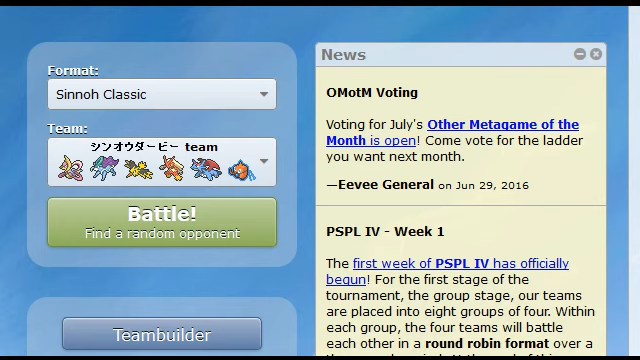 Format:
Sinnoh Classic
Team:
シンオウダービー team
Battle!
Find a random opponent
Teambuilder
News
OMotM Voting
Voting for July's Other Metagame of the
Month is open! Come vote for the ladder
you want next month.
—Eevee General on Jun 29, 2016
PSPL IV - Week 1
The first week of PSPL IV has officially
begun! For the first stage of the
tournament, the group stage, our teams
are placed into eight groups of four. Within
each group, the four teams will battle
each other in a round robin format over a